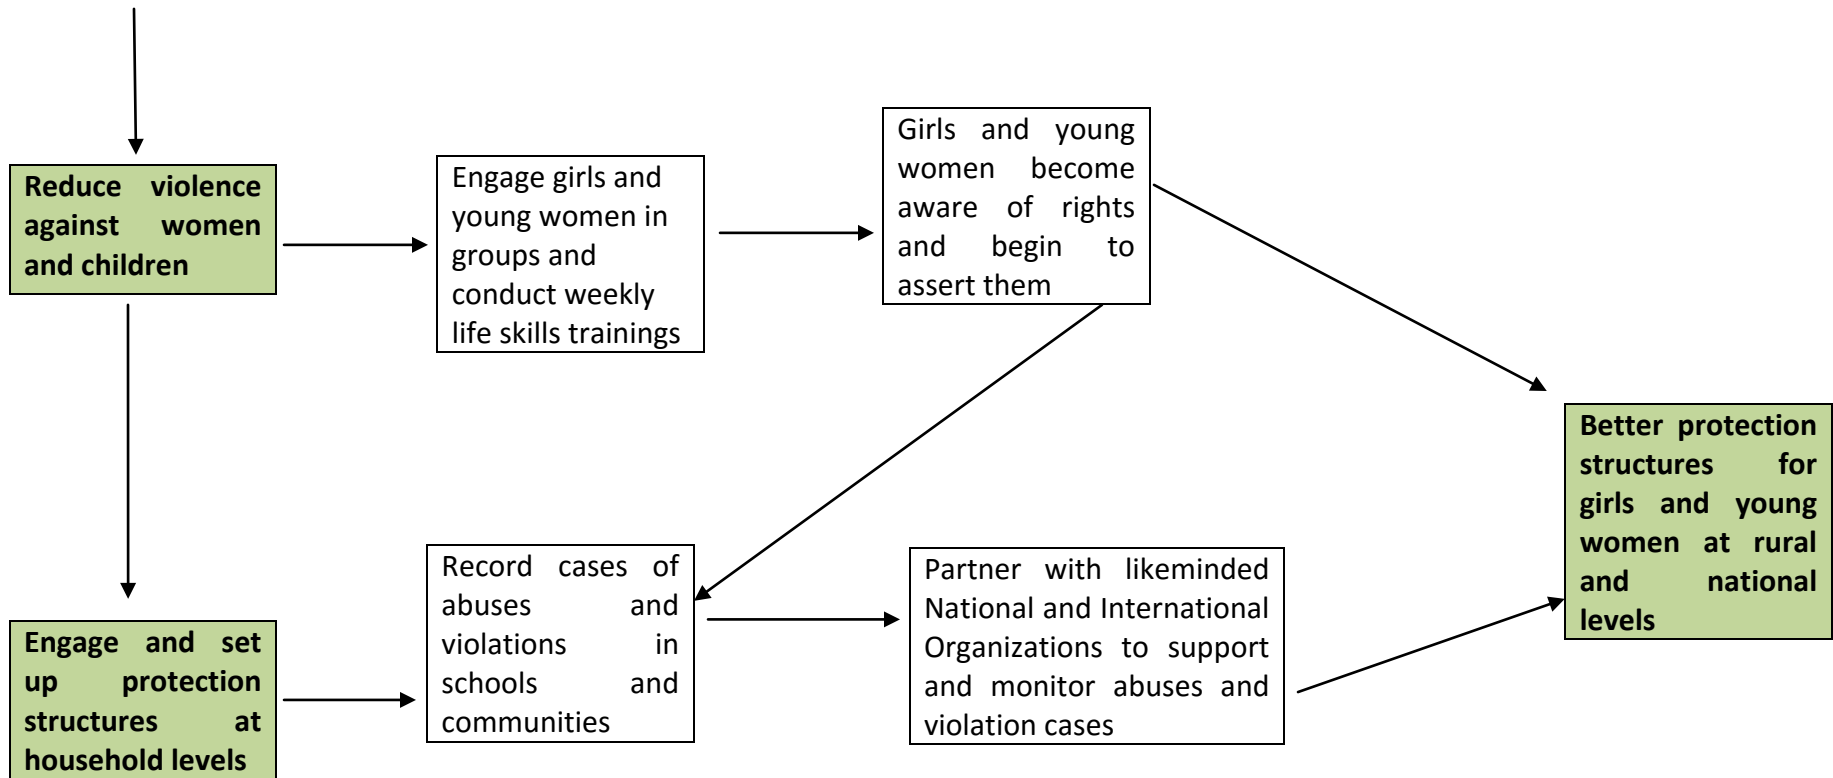 Reduce violence
against women
and children
Engage girls and
young women in
groups and
conduct weekly
life skills trainings
Girls and young
women become
aware of rights
and begin to
assert them
Better protection
structures for
girls and young
women at rural
and national
levels
Engage and set
up protection
structures at
household levels
Record cases of
abuses and
violations in
schools and
communities
Partner with likeminded
National and International
Organizations to support
and monitor abuses and
violation cases